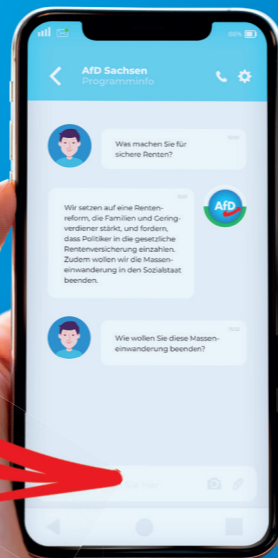 AfD Sachsen
Programminfo
Was machen Sie für
sichere Renten?
Wir setzen auf eine Renten-
reform, die Familien und Gering-
verdiener stärkt, und fordern,
dass Politiker in die gesetzliche
Rentenversicherung einzahlen.
Zudem wollen wir die Massen-
einwanderung in den Sozialstaat
beenden.
AfD
Wie wollen Sie diese Massen-
einwanderung beenden?